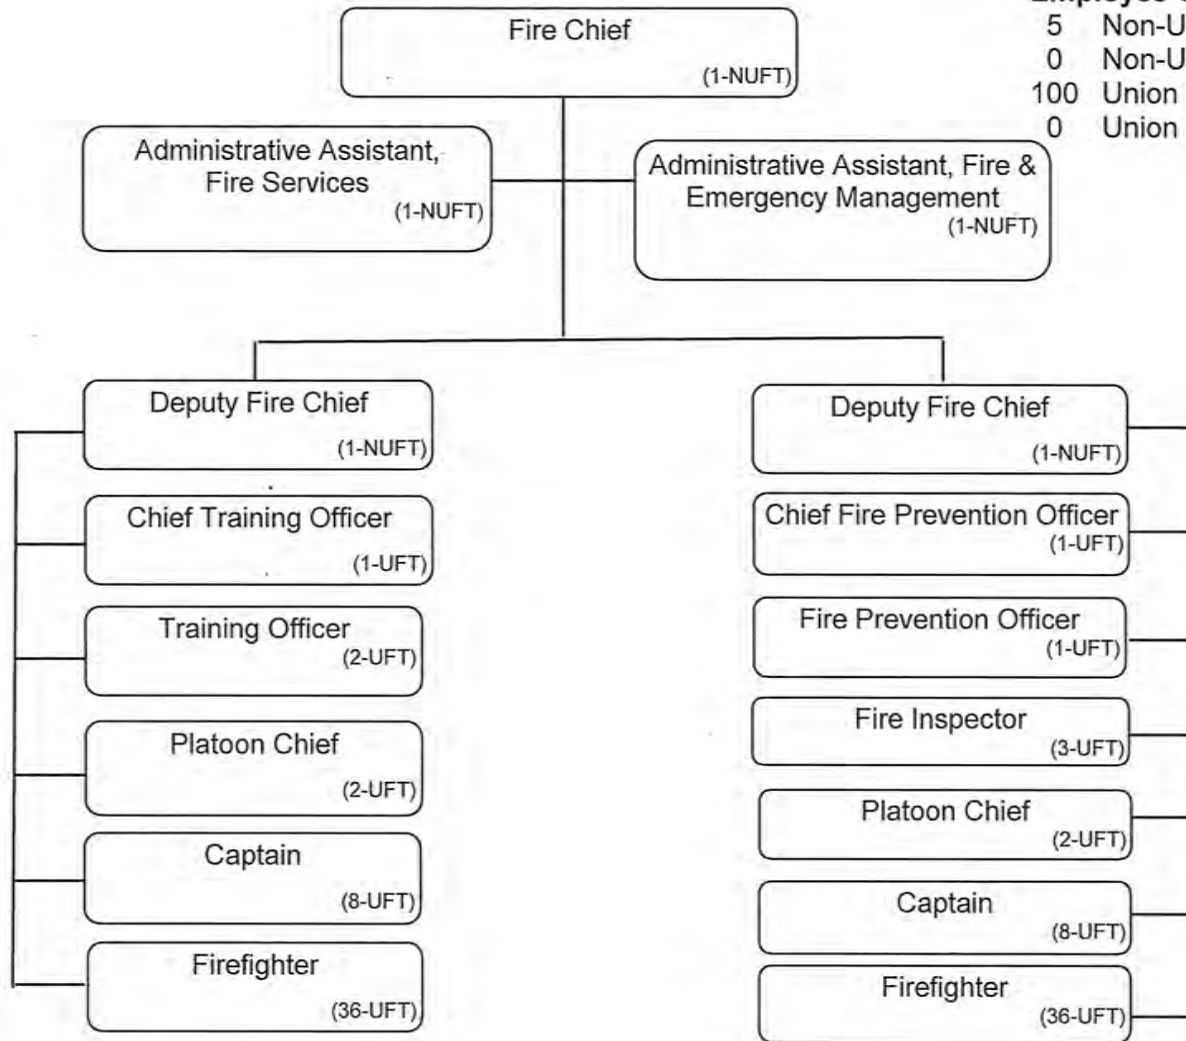 Fire Chief
(1-NUFT)
5 Non-U
0 Non-U
100 Union
0 Union
Administrative Assistant,
Fire Services
(1-NUFT)
Administrative Assistant, Fire &
Emergency Management
(1-NUFT)
Deputy Fire Chief
(1-NUFT)
Chief Training Officer
(1-UFT)
Training Officer
(2-UFT)
Platoon Chief
(2-UFT)
Captain
(8-UFT)
Firefighter
(36-UFT)
Deputy Fire Chief
(1-NUFT)
Chief Fire Prevention Officer
(1-UFT)
Fire Prevention Officer
(1-UFT)
Fire Inspector
(3-UFT)
Platoon Chief
(2-UFT)
Captain
(8-UFT)
Firefighter
(36-UFT)